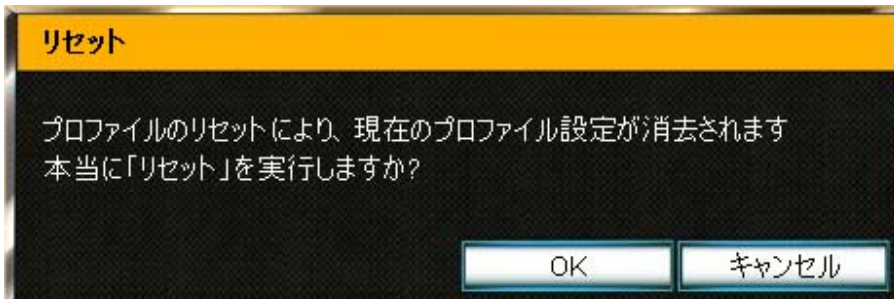 リセット
プロファイルのリセットにより、現在のプロファイル設定が消去されます
本当に「リセット」を実行しますか?
OK
キャンセル